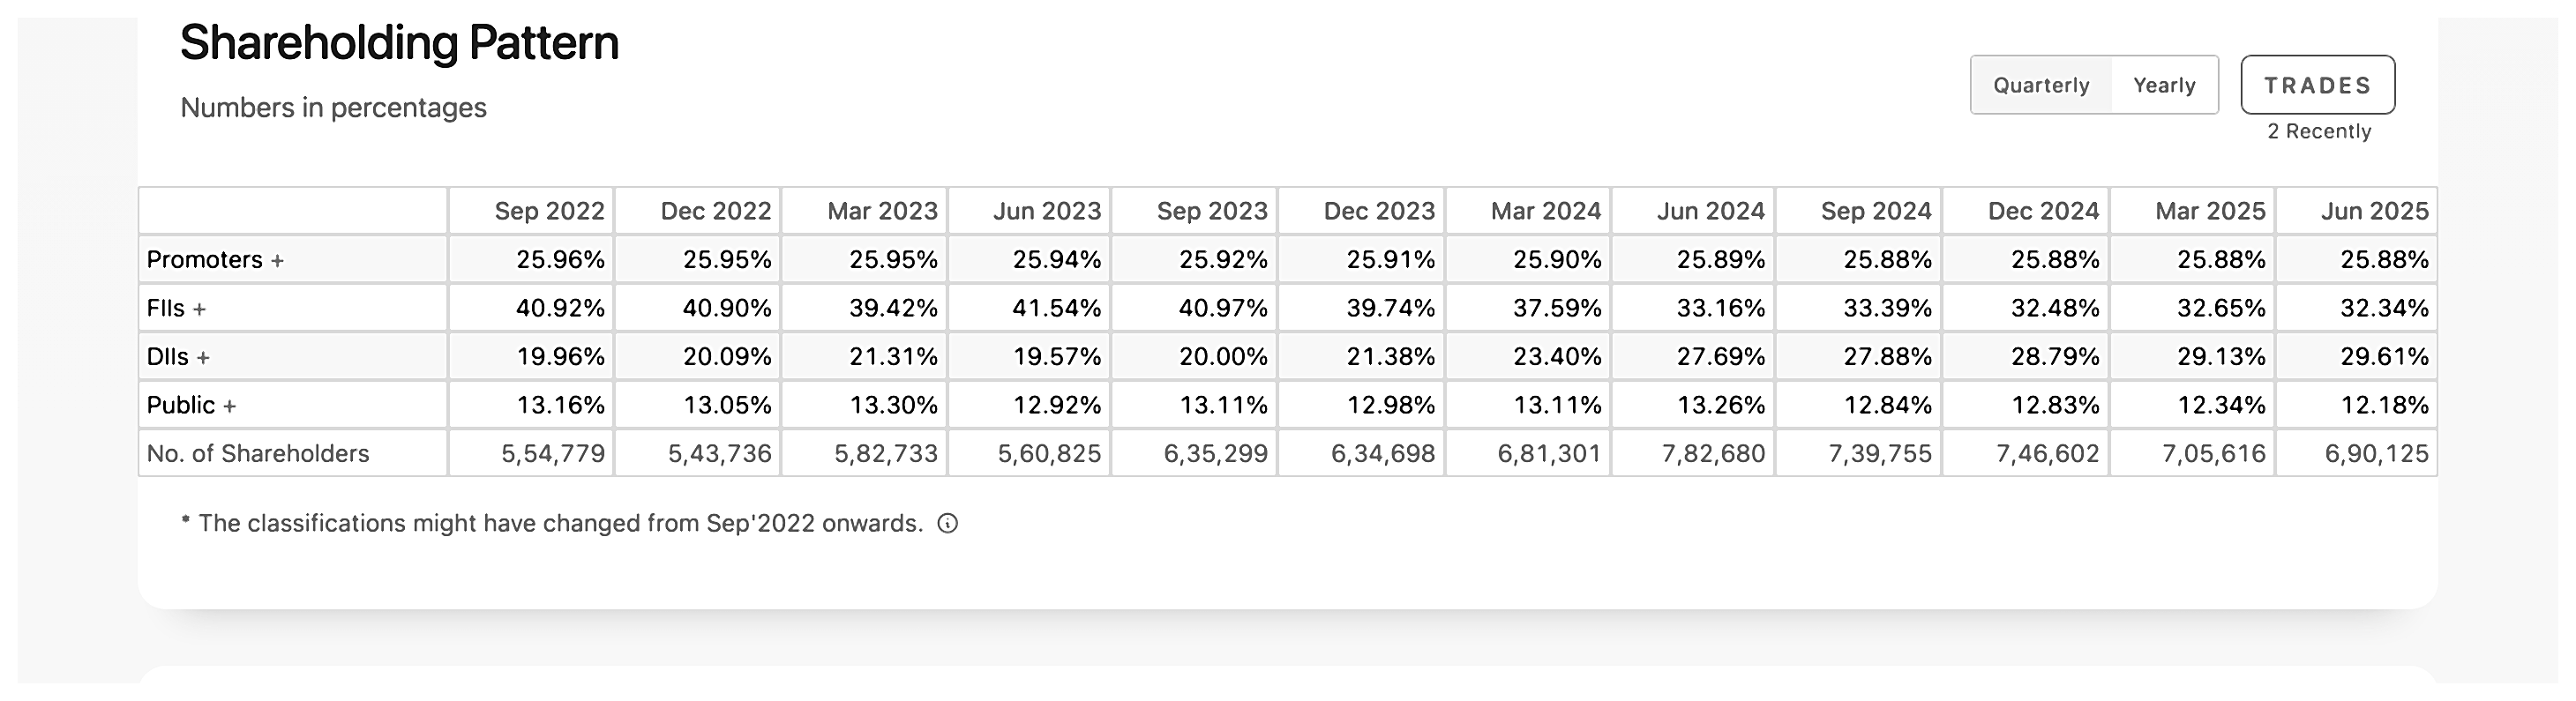 Shareholding Pattern
Numbers in percentages
Quarterly Yearly TRADES
2 Recently
Sep 2022 Dec 2022 Mar 2023 Jun 2023 Sep 2023 Dec 2023 Mar 2024 Jun 2024 Sep 2024 Dec 2024 Mar 2025 Jun 2025
Promoters + 25.96% 25.95% 25.95% 25.94% 25.92% 25.91% 25.90% 25.89% 25.88% 25.88% 25.88% 25.88%
FIIs + 40.92% 40.90% 39.42% 41.54% 40.97% 39.74% 37.59% 33.16% 33.39% 32.48% 32.65% 32.34%
DIIs + 19.96% 20.09% 21.31% 19.57% 20.00% 21.38% 23.40% 27.69% 27.88% 28.79% 29.13% 29.61%
Public + 13.16% 13.05% 13.30% 12.92% 13.11% 12.98% 13.11% 13.26% 12.84% 12.83% 12.34% 12.18%
No. of Shareholders 5,54,779 5,43,736 5,82,733 5,60,825 6,35,299 6,34,698 6,81,301 7,82,680 7,39,755 7,46,602 7,05,616 6,90,125
* The classifications might have changed from Sep'2022 onwards.